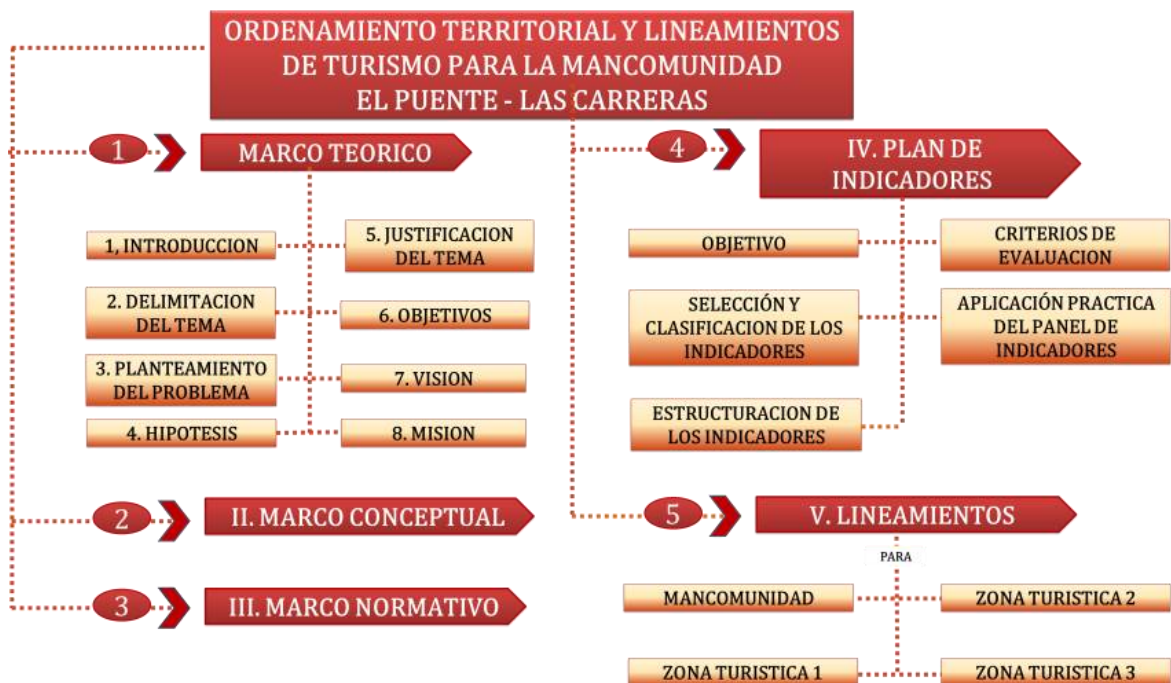 ORDENAMIENTO TERRITORIAL Y LINEAMIENTOS
DE TURISMO PARA LA MANCOMUNIDAD
EL PUENTE - LAS CARRERAS
1
MARCO TEORICO
1, INTRODUCCION
2. DELIMITACION
DEL TEMA
3. PLANTEAMIENTO
DEL PROBLEMA
4. HIPOTESIS
5. JUSTIFICACION
DEL TEMA
6. OBJETIVOS
7. VISION
8. MISION
2
II. MARCO CONCEPTUAL
3
III. MARCO NORMATIVO
4
IV. PLAN DE
INDICADORES
OBJETIVO
CRITERIOS DE
EVALUACION
SELECCIÓN Y
CLASIFICACION DE LOS
INDICADORES
APLICACIÓN PRACTICA
DEL PANEL DE
INDICADORES
ESTRUCTURACION DE
LOS INDICADORES
5
V. LINEAMIENTOS
PARA
MANCOMUNIDAD
ZONA TURISTICA 2
ZONA TURISTICA 1
ZONA TURISTICA 3